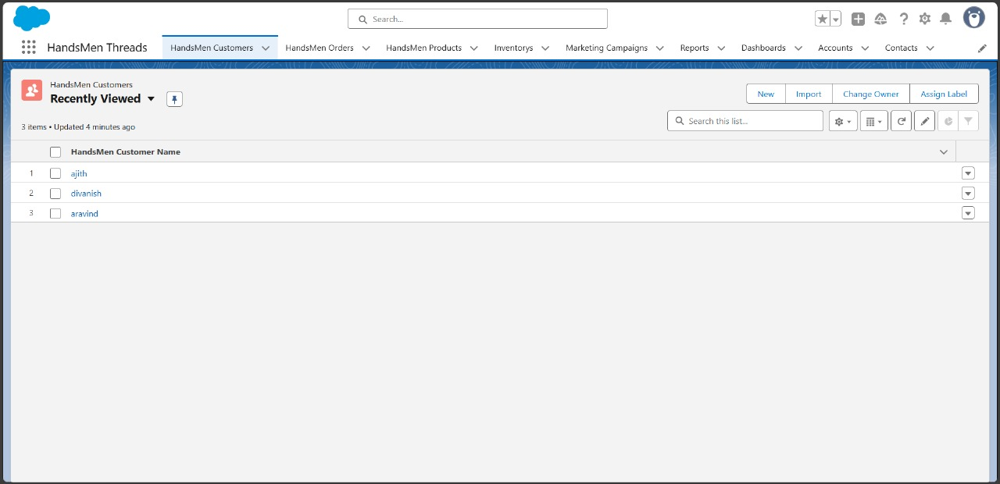 Search...
HandsMen Threads
HandsMen Customers
HandsMen Orders
HandsMen Products
Inventorys
Marketing Campaigns
Reports
Dashboards
Accounts
Contacts
HandsMen Customers
Recently Viewed
New
Import
Change Owner
Assign Label
3 items • Updated 4 minutes ago
Search this list...
HandsMen Customer Name
1 ajith
2 divanish
3 aravind